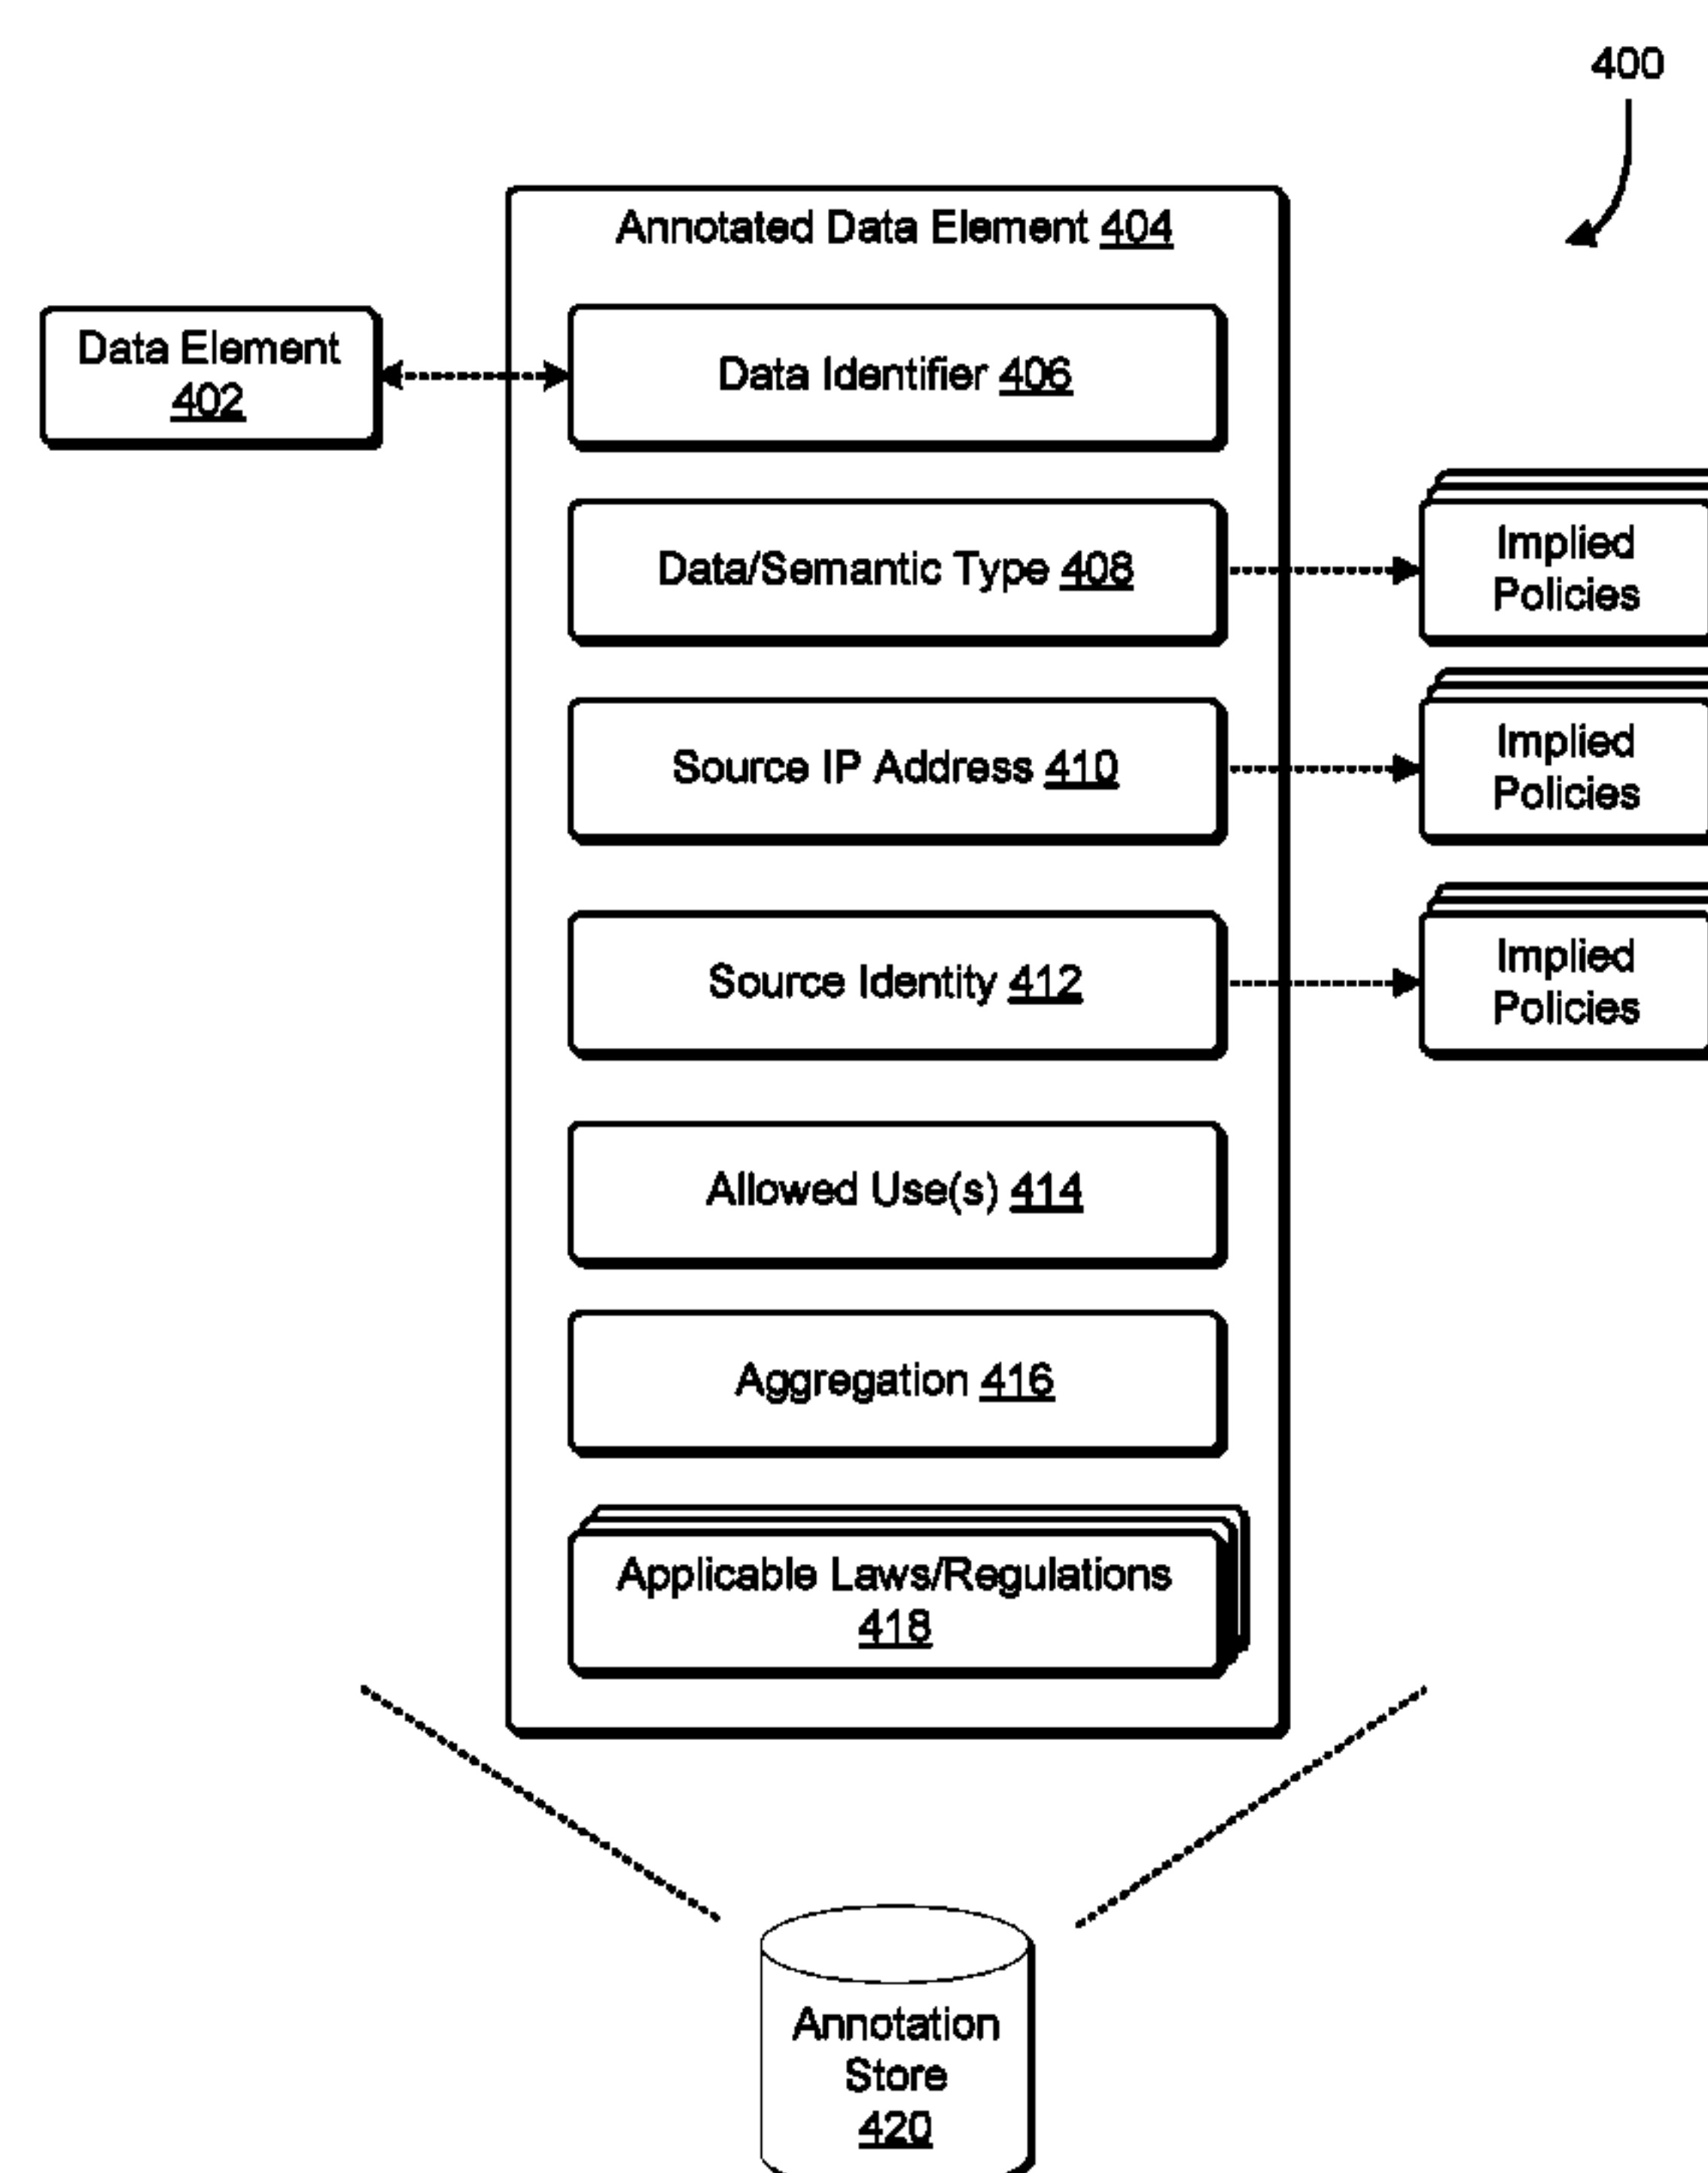 400
Annotated Data Element 404
Data Element
402
Data Identifier 406
Data/Semantic Type 408
Implied
Policies
Source IP Address 410
Implied
Policies
Source Identity 412
Implied
Policies
Allowed Use(s) 414
Aggregation 416
Applicable Laws/Regulations
418
Annotation
Store
420